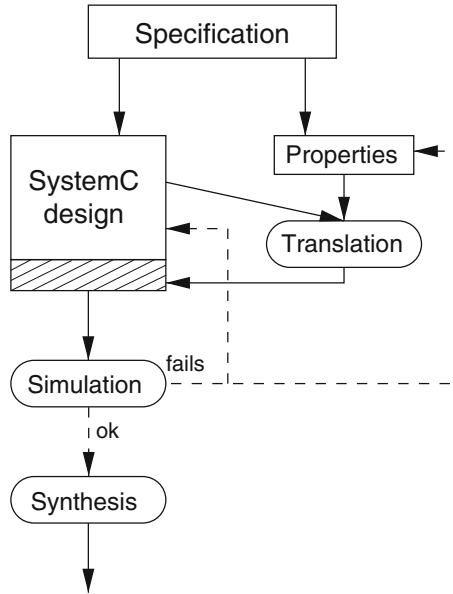 Specification
Properties
SystemC
design
Translation
fails
Simulation
ok
Synthesis